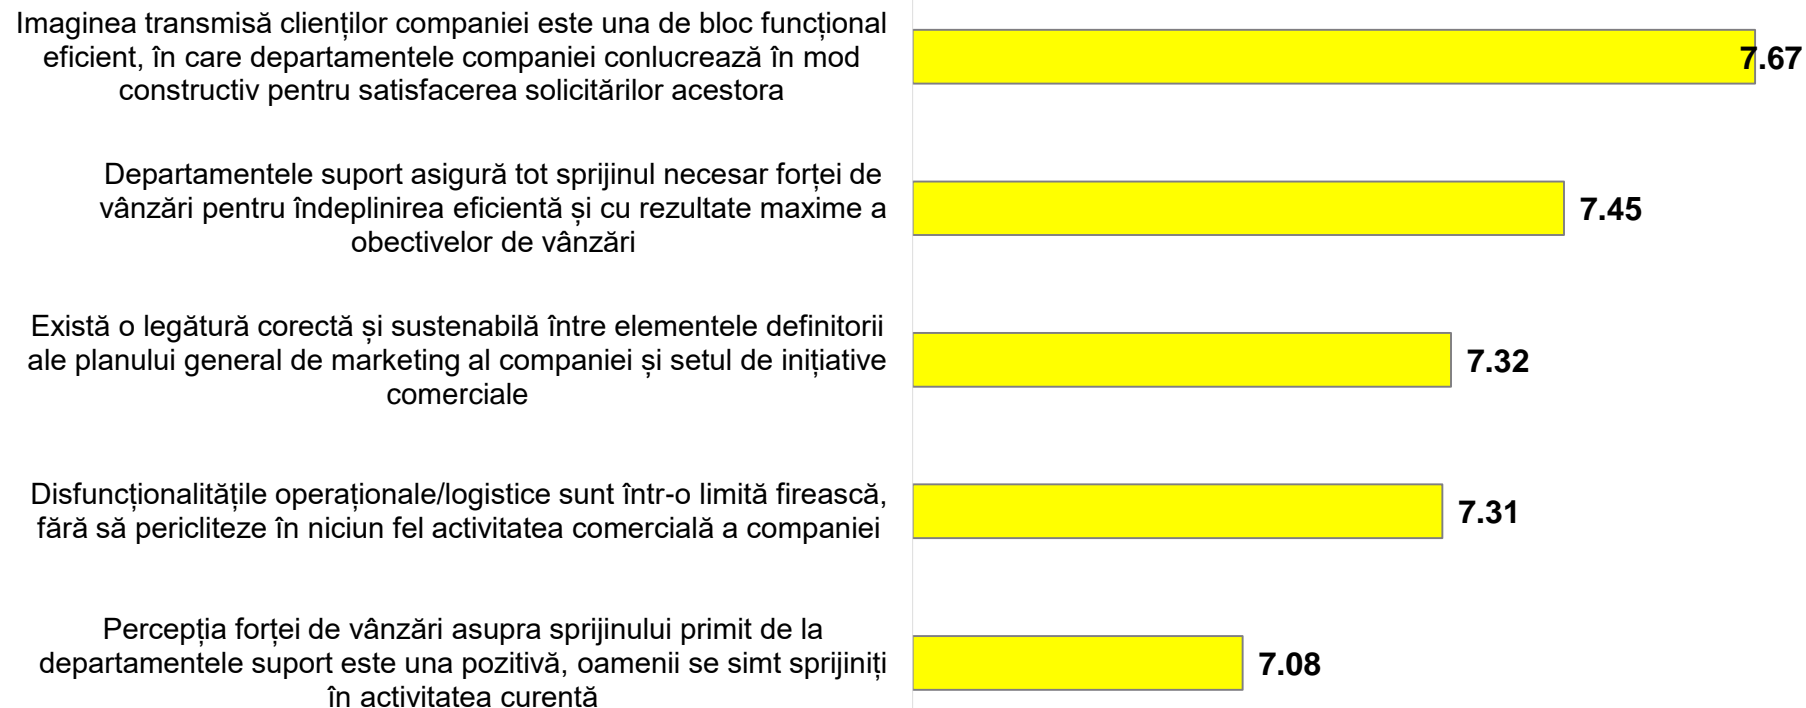 Imaginea transmisă clienților companiei este una de bloc funcțional
eficient, în care departamentele companiei conlucrează în mod
constructiv pentru satisfacerea solicitărilor acestora
7.67
Departamentele suport asigură tot sprijinul necesar forței de
vânzări pentru îndeplinirea eficientă și cu rezultate maxime a
obiectivelor de vânzări
7.45
Există o legătură corectă și sustenabilă între elementele definitorii
ale planului general de marketing al companiei și setul de inițiative
comerciale
7.32
Disfuncționalitățile operaționale/logistice sunt într-o limită firească,
fără să pericliteze în niciun fel activitatea comercială a companiei
7.31
Percepția forței de vânzări asupra sprijinului primit de la
departamentele suport este una pozitivă, oamenii se simt sprijiniți
în activitatea curentă
7.08